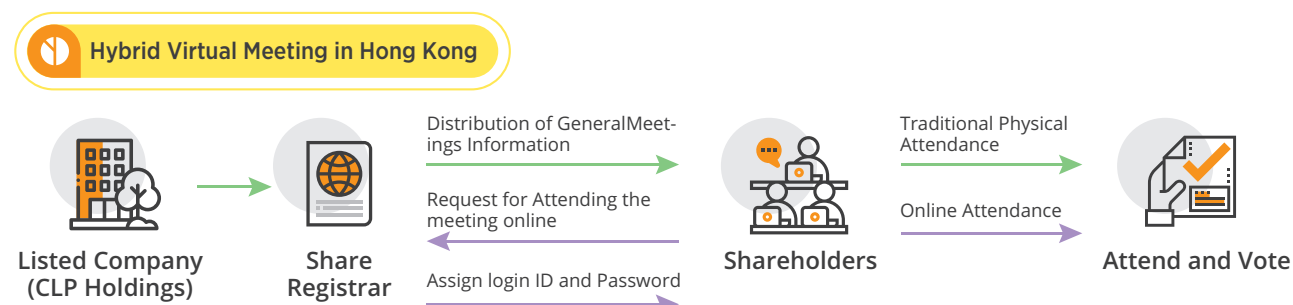 Hybrid Virtual Meeting in Hong Kong
Listed Company
(CLP Holdings)
Share
Registrar
Distribution of GeneralMeet-
ings Information
Request for Attending the
meeting online
Assign login ID and Password
Shareholders
Traditional Physical
Attendance
Online Attendance
Attend and Vote